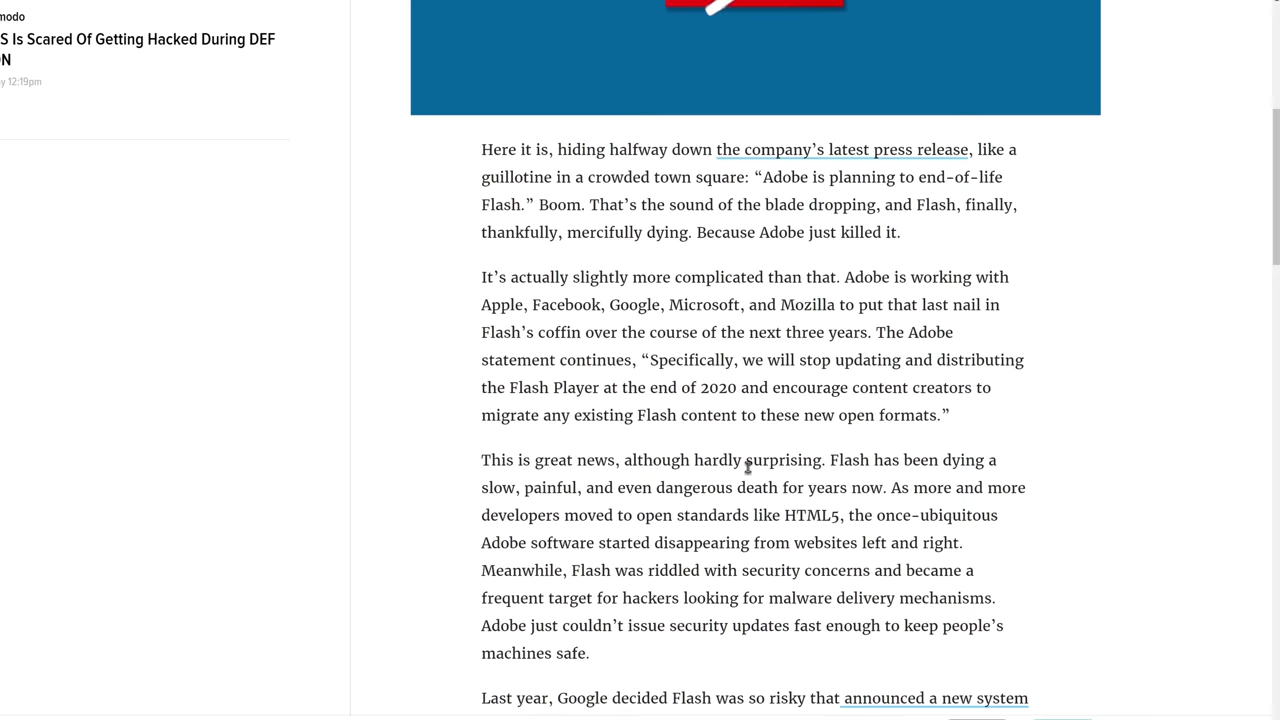 modo
S Is Scared Of Getting Hacked During DEF
N
y 12:19pm
Here it is, hiding halfway down the company’s latest press release, like a
guillotine in a crowded town square: “Adobe is planning to end-of-life
Flash.” Boom. That’s the sound of the blade dropping, and Flash, finally,
thankfully, mercifully dying. Because Adobe just killed it.
It’s actually slightly more complicated than that. Adobe is working with
Apple, Facebook, Google, Microsoft, and Mozilla to put that last nail in
Flash’s coffin over the course of the next three years. The Adobe
statement continues, “Specifically, we will stop updating and distributing
the Flash Player at the end of 2020 and encourage content creators to
migrate any existing Flash content to these new open formats.”
This is great news, although hardly surprising. Flash has been dying a
slow, painful, and even dangerous death for years now. As more and more
developers moved to open standards like HTML5, the once-ubiquitous
Adobe software started disappearing from websites left and right.
Meanwhile, Flash was riddled with security concerns and became a
frequent target for hackers looking for malware delivery mechanisms.
Adobe just couldn’t issue security updates fast enough to keep people’s
machines safe.
Last year, Google decided Flash was so risky that announced a new system